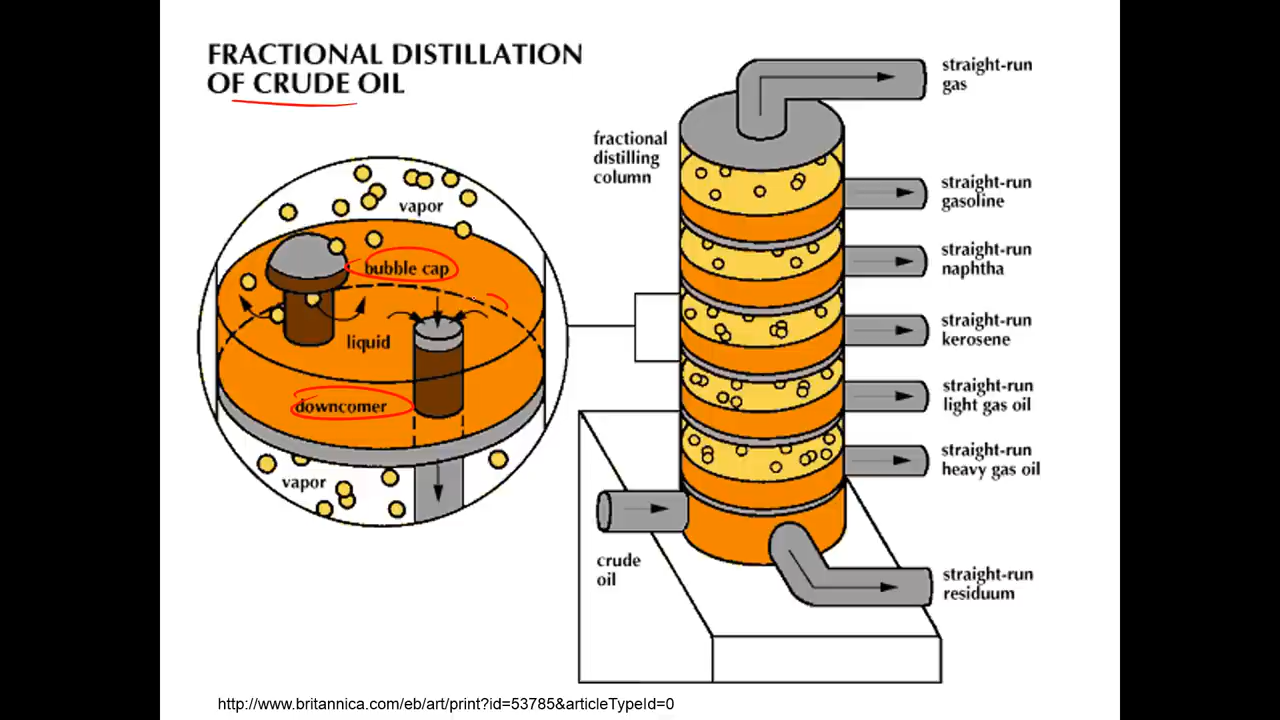 FRACTIONAL DISTILLATION
OF CRUDE OIL
vapor
bubble cap
liquid
downcomer
vapor
fractional
distilling
column
crude
oil
straight-run
gas
straight-run
gasoline
straight-run
naphtha
straight-run
kerosene
straight-run
light gas oil
straight-run
heavy gas oil
straight-run
residuum
http://www.britannica.com/eb/art/print?id=53785&articleTypeId=0